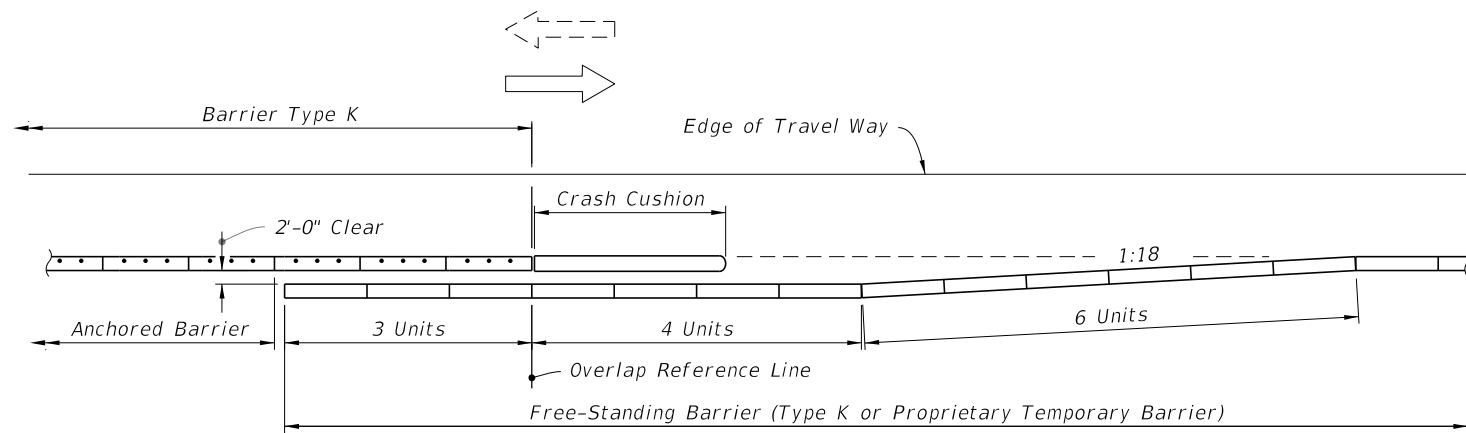 Barrier Type K
Edge of Travel Way
Crash Cushion
2'-0" Clear
1:18
Anchored Barrier
3 Units
4 Units
6 Units
Overlap Reference Line
Free-Standing Barrier (Type K or Proprietary Temporary Barrier)